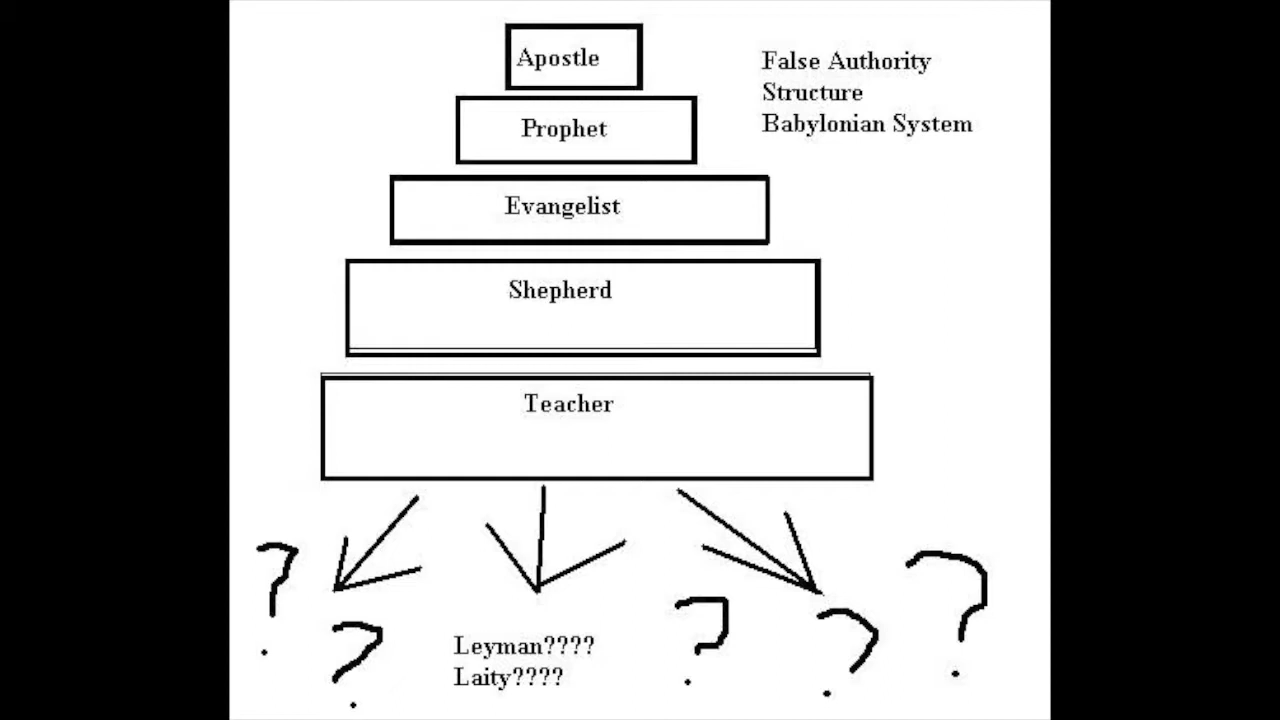 Apostle
False Authority
Structure
Babylonian System
Prophet
Evangelist
Shepherd
Teacher
?
?
Leyman????
Laity????
?
?
?